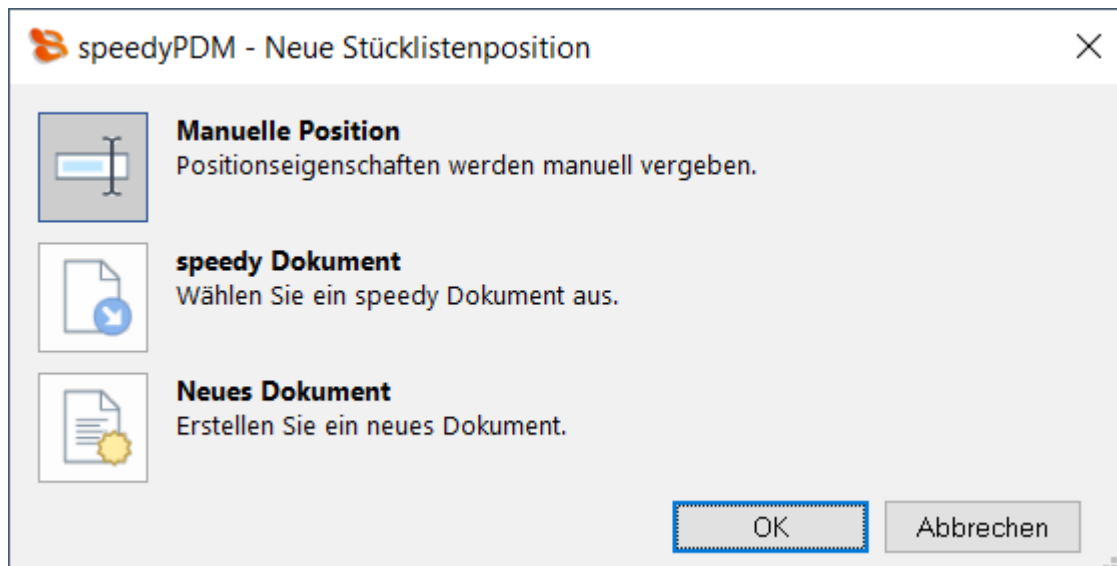 speedyPDM - Neue Stücklistenposition
Manuelle Position
Positionseigenschaften werden manuell vergeben.
speedy Dokument
Wählen Sie ein speedy Dokument aus.
Neues Dokument
Erstellen Sie ein neues Dokument.
OK Abbrechen